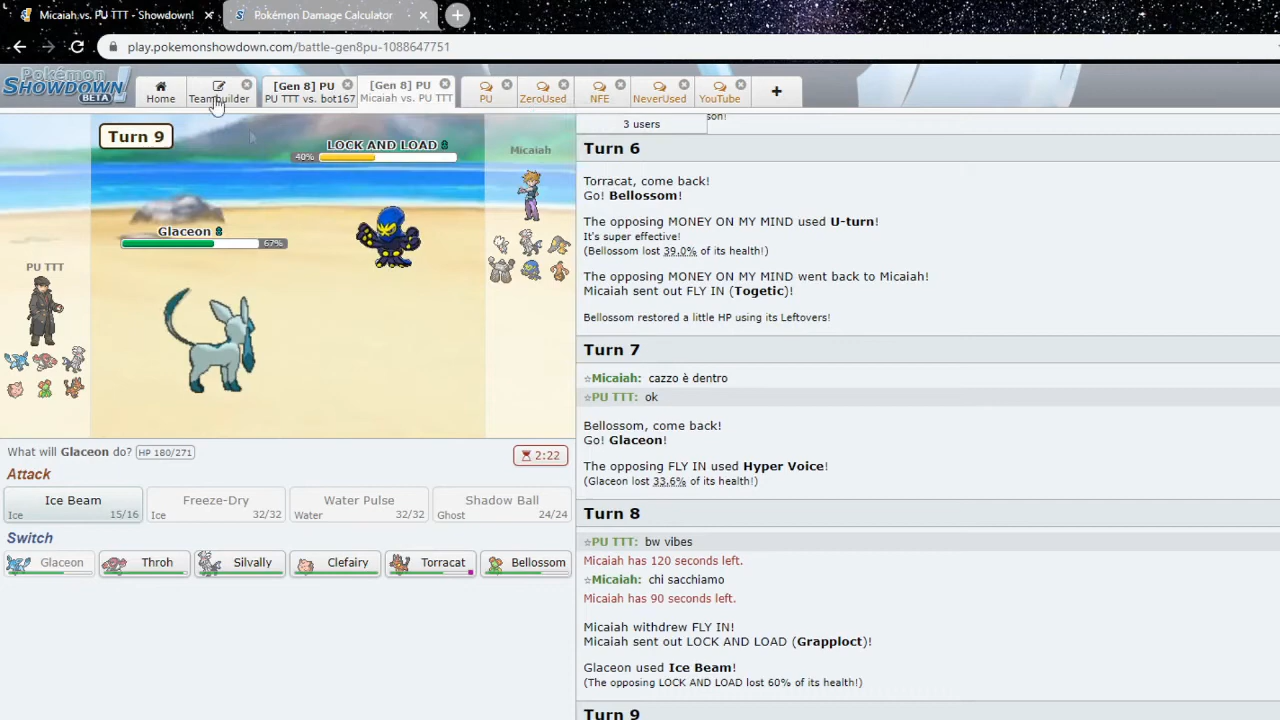 Micaiah vs. PU TTT - Showdown! ×
Pokémon Damage Calculator ×
play.pokemonshowdown.com/battle-gen8pu-1088647751
Pokémon
SHOWDOWN
BETA
Home
Teambuilder
[Gen 8] PU
PU TTT vs. bot167
[Gen 8] PU
Micaiah vs. PU TTT
PU
ZeroUsed
NFE
NeverUsed
YouTube
+
Turn 9
LOCK AND LOAD
40%
Micaiah
Glaceon
67%
PU TTT
What will Glaceon do? HP 180/271
2:22
Attack
Ice Beam
Ice 15/16
Freeze-Dry
Ice 32/32
Water Pulse
Water 32/32
Shadow Ball
Ghost 24/24
Switch
Glaceon
Throh
Silvally
Clefairy
Torracat
Bellossom
3 users
son!
Turn 6
Torracat, come back!
Go! Bellossom!
The opposing MONEY ON MY MIND used U-turn!
It's super effective!
(Bellossom lost 39.0% of its health!)
The opposing MONEY ON MY MIND went back to Micaiah!
Micaiah sent out FLY IN (Togetic)!
Bellossom restored a little HP using its Leftovers!
Turn 7
☆Micaiah: cazzo è dentro
☆PU TTT: ok
Bellossom, come back!
Go! Glaceon!
The opposing FLY IN used Hyper Voice!
(Glaceon lost 33.6% of its health!)
Turn 8
☆PU TTT: bw vibes
Micaiah has 120 seconds left.
☆Micaiah: chi sacchiamo
Micaiah has 90 seconds left.
Micaiah withdrew FLY IN!
Micaiah sent out LOCK AND LOAD (Grapploct)!
Glaceon used Ice Beam!
(The opposing LOCK AND LOAD lost 60% of its health!)
Turn 9